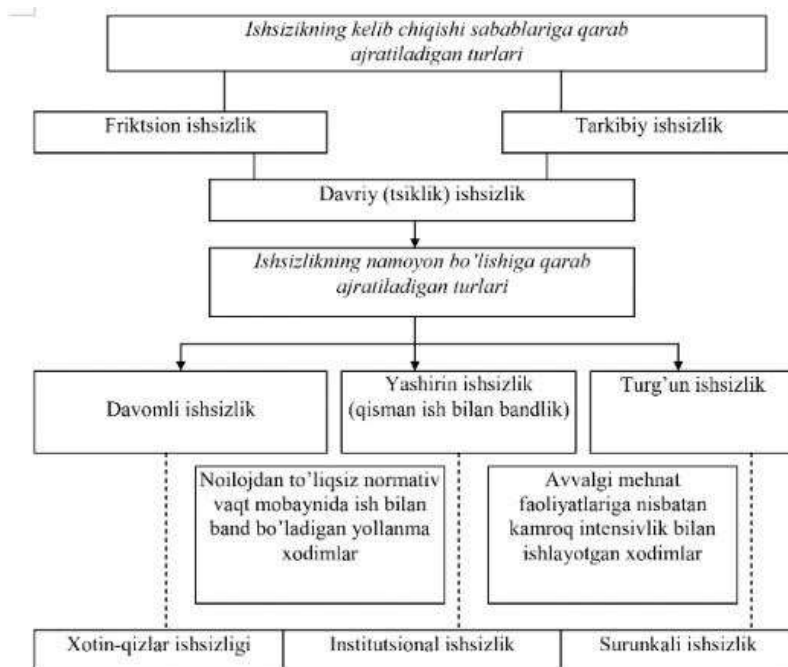 Ishsizikning kelib chiqishi sabablariga qarab
ajratiladigan turlari
Friktsion ishsizlik
Tarkibiy ishsizlik
Davriy (tsiklik) ishsizlik
Ishsizlikning namoyon bo'lishiga qarab
ajratiladigan turlari
Davomli ishsizlik
Yashirin ishsizlik
(qisman ish bilan bandlik)
Turg'un ishsizlik
Noilojdan to'liqsiz normativ
vaqt mobaynida ish bilan
band bo'ladigan yollanma
xodimlar
Avvalgi mehnat
faoliyatlariga nisbatan
kamroq intensivlik bilan
ishlayotgan xodimlar
Xotin-qizlar ishsizligi
Institutsional ishsizlik
Surunkali ishsizlik